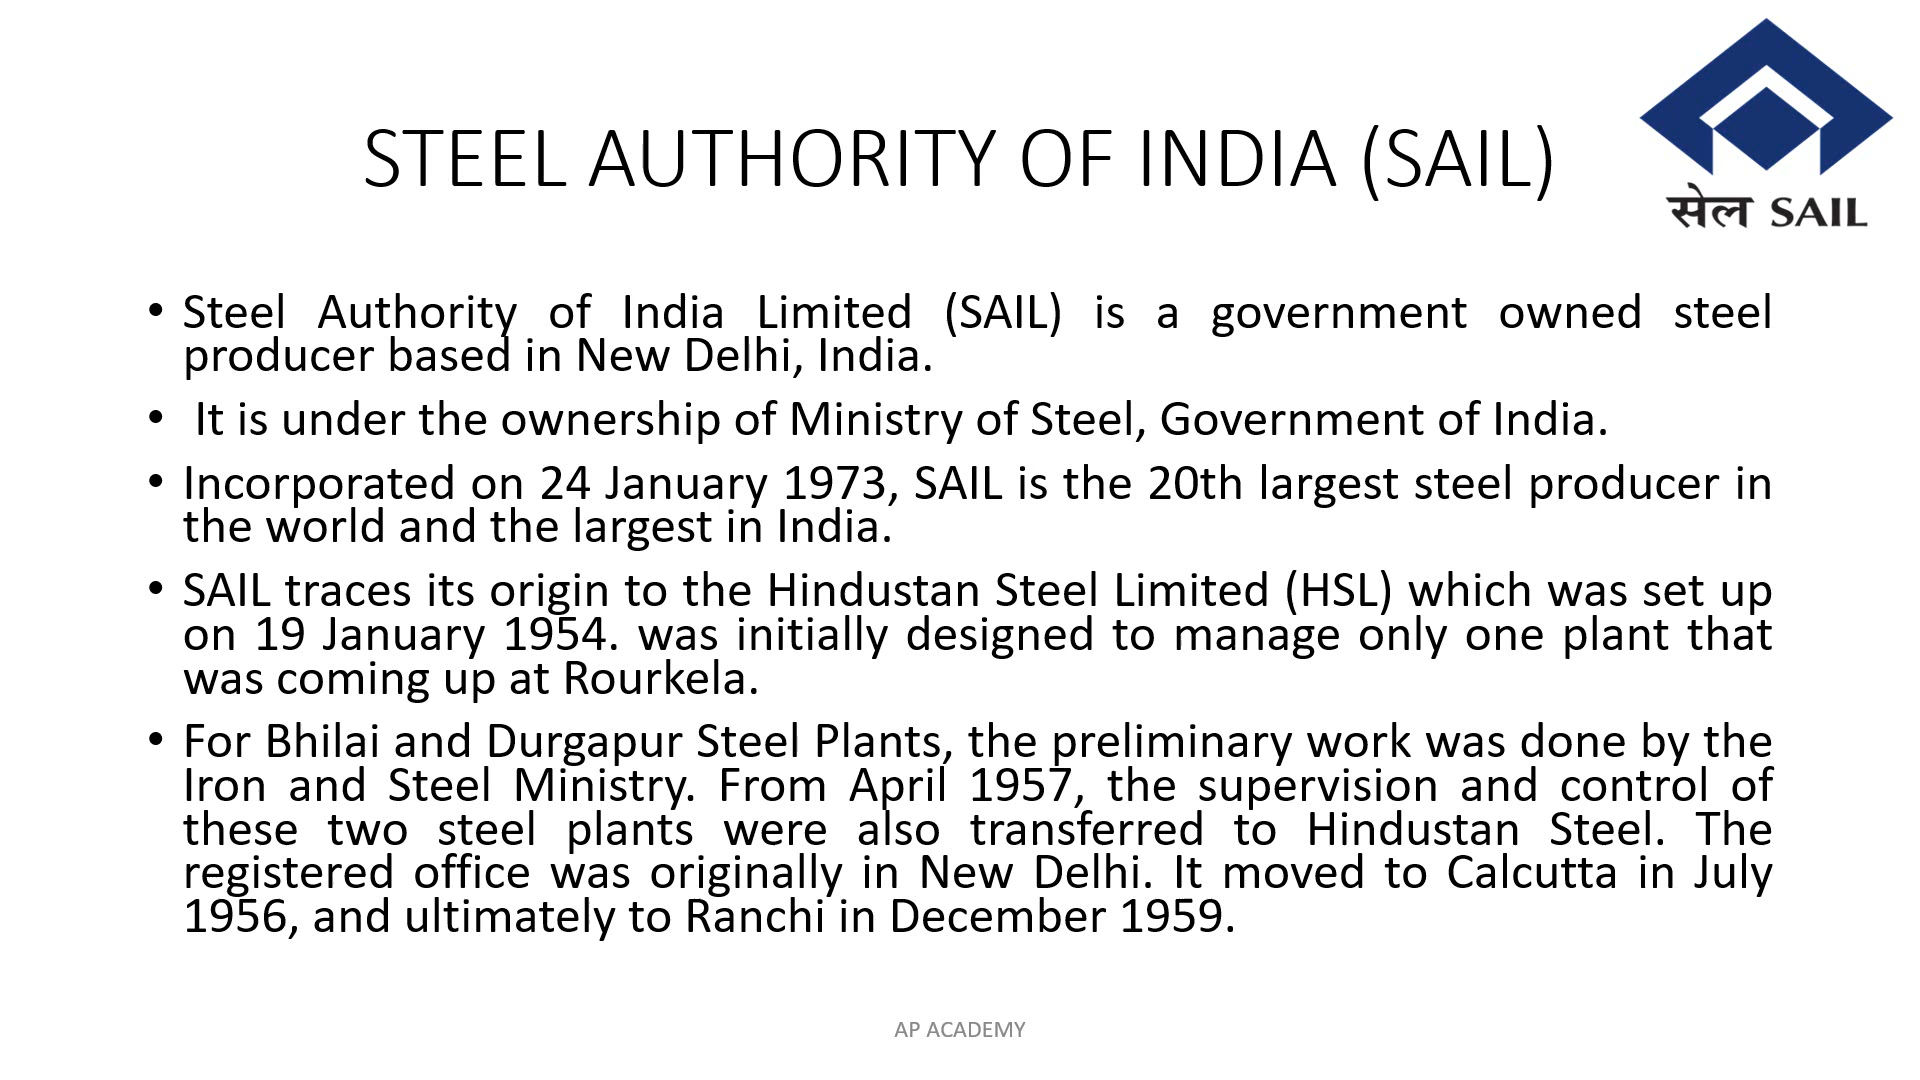 STEEL AUTHORITY OF INDIA (SAIL)
सेल SAIL
• Steel Authority of India Limited (SAIL) is a government owned steel
producer based in New Delhi, India.
• It is under the ownership of Ministry of Steel, Government of India.
• Incorporated on 24 January 1973, SAIL is the 20th largest steel producer in
the world and the largest in India.
• SAIL traces its origin to the Hindustan Steel Limited (HSL) which was set up
on 19 January 1954. was initially designed to manage only one plant that
was coming up at Rourkela.
• For Bhilai and Durgapur Steel Plants, the preliminary work was done by the
Iron and Steel Ministry. From April 1957, the supervision and control of
these two steel plants were also transferred to Hindustan Steel. The
registered office was originally in New Delhi. It moved to Calcutta in July
1956, and ultimately to Ranchi in December 1959.
AP ACADEMY